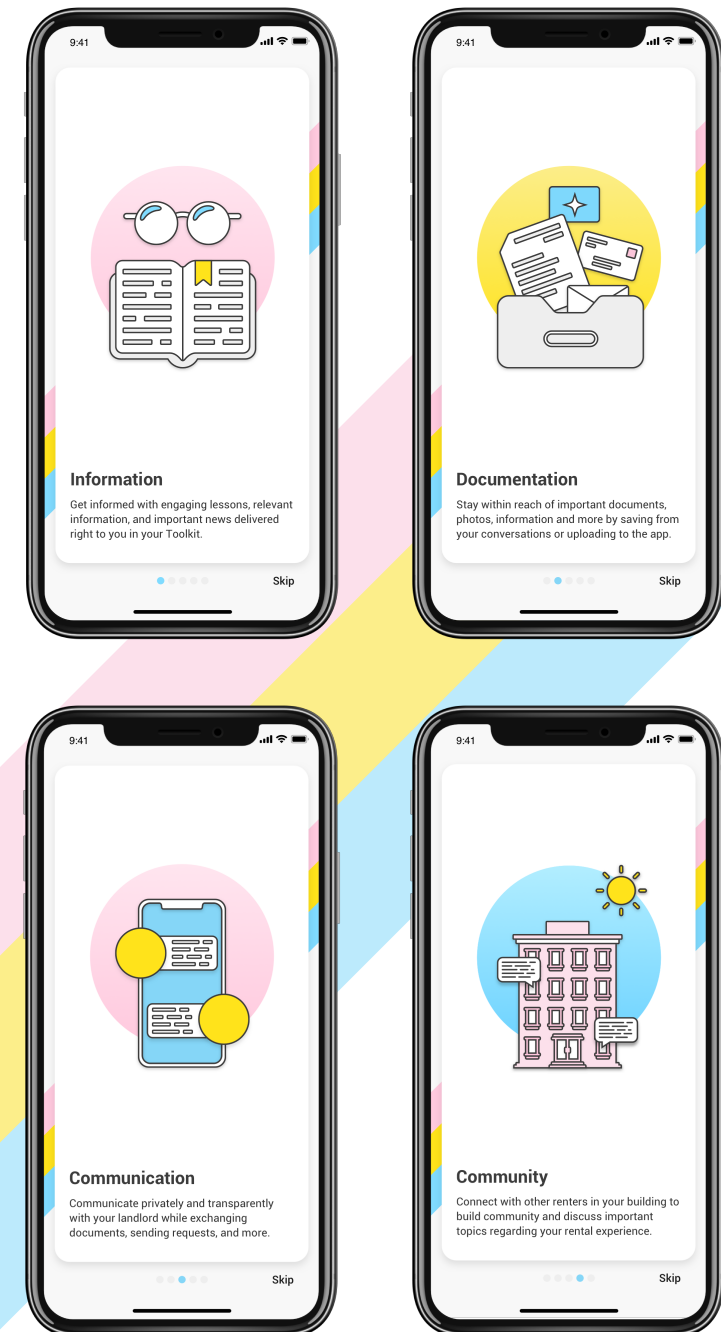 9:41
Information
Get informed with engaging lessons, relevant
information, and important news delivered
right to you in your Toolkit.
Skip
9:41
Documentation
Stay within reach of important documents,
photos, information and more by saving from
your conversations or uploading to the app.
Skip
9:41
Communication
Communicate privately and transparently
with your landlord while exchanging
documents, sending requests, and more.
Skip
9:41
Community
Connect with other renters in your building to
build community and discuss important
topics regarding your rental experience.
Skip